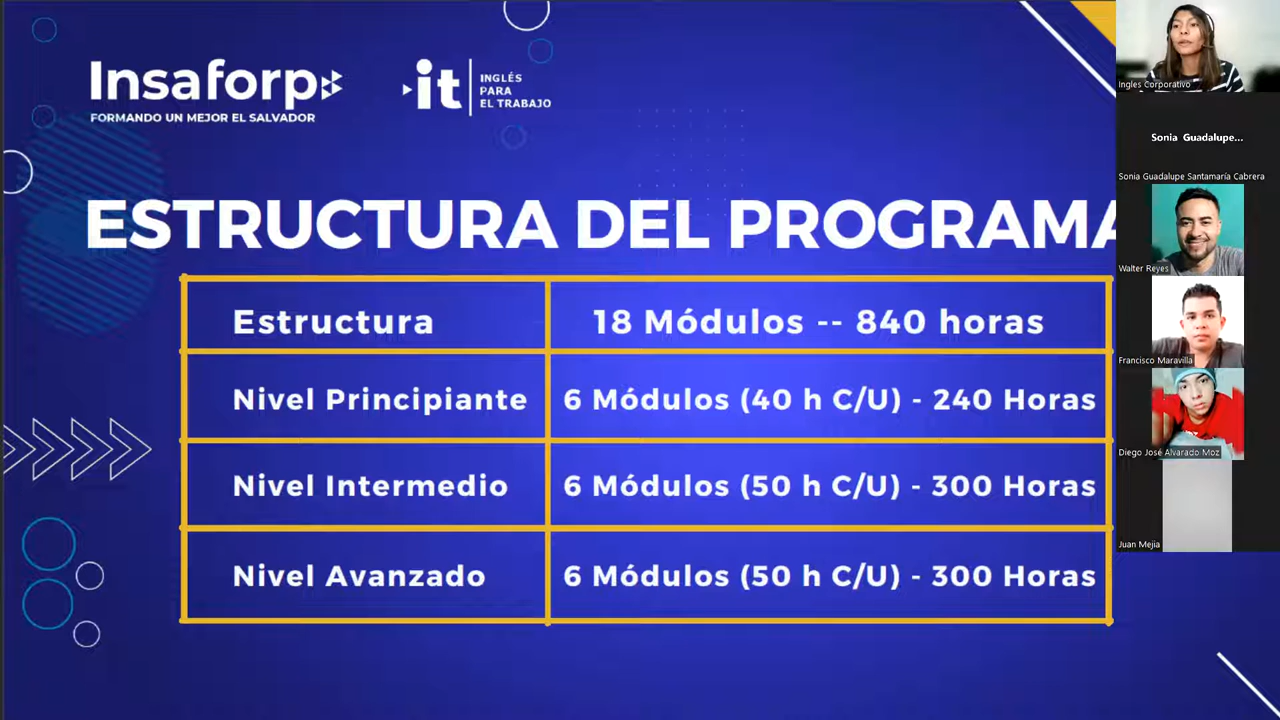 Insaforp
FORMANDO UN MEJOR EL SALVADOR
it
INGLÉS
PARA
EL TRABAJO
ESTRUCTURA DEL PROGRAMA
Estructura
18 Módulos -- 840 horas
Nivel Principiante
6 Módulos (40 h C/U) - 240 Horas
Nivel Intermedio
6 Módulos (50 h C/U) - 300 Horas
Nivel Avanzado
6 Módulos (50 h C/U) - 300 Horas
Ingles Corporativo
Sonia Guadalupe...
Sonia Guadalupe Santamaría Cabrera
Walter Reyes
Francisco Maravilla
Diego José Alvarado Moz
Juan Mejia